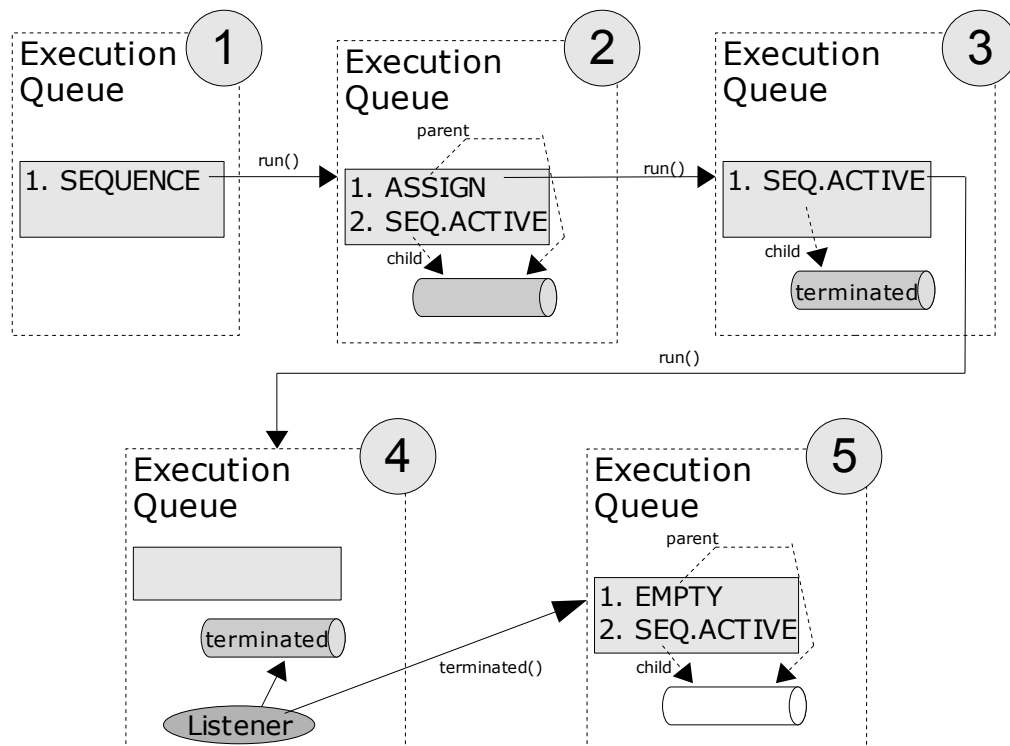 1
Execution
Queue
1. SEQUENCE
run()
2
Execution
Queue
parent
1. ASSIGN
2. SEQ.ACTIVE
child
run()
3
Execution
Queue
1. SEQ.ACTIVE
child
terminated
run()
4
Execution
Queue
terminated
Listener
terminated()
5
Execution
Queue
parent
1. EMPTY
2. SEQ.ACTIVE
child